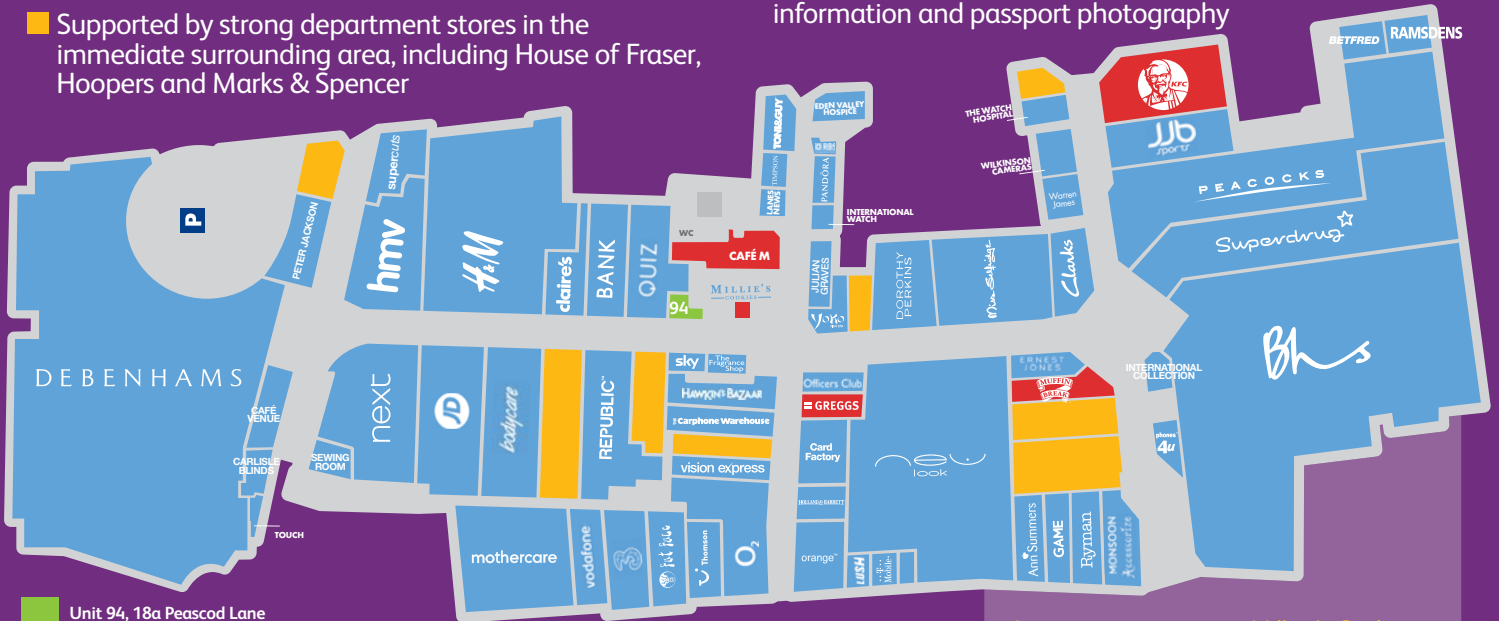 Supported by strong department stores in the
immediate surrounding area, including House of Fraser,
Hoopers and Marks & Spencer
information and passport photography
BETFRED
RAMSDENS
KFC
THE WATCH
HOSPITAL
JJb
sports
WILKINSON
CAMERAS
Warren
James
PEACOCKS
Superdrug
TONI&GUY
EDEN VALLEY
HOSPICE
TIMPSON
PANDORA
LANES
NEWS
INTERNATIONAL
WATCH
supercuts
P
PETER JACKSON
hmv
H&M
claire's
BANK
QUIZ
WC
CAFÉ M
MILLIE'S
COOKIES
94
JULIAN
GRAVES
Yoko
DOROTHY
PERKINS
Miss Selfridge
Clarks
Bhs
DEBENHAMS
CAFÉ
VENUE
CARLISLE
BLINDS
TOUCH
SEWING
ROOM
next
JD
bodycare
REPUBLIC™
sky
The
Fragrance
Shop
HAWKIN'S BAZAAR
The Carphone Warehouse
vision express
Officers Club
GREGGS
Card
Factory
HOLLAND & BARRETT
orange™
new
look
LUSH
T··Mobile·
ERNEST
JONES
MUFFIN
BREAK
INTERNATIONAL
COLLECTION
phones
4u
Ann Summers
GAME
Ryman
MONSOON
Accessorize
mothercare
vodafone
3
fat face
Thomson
O2
Unit 94, 18a Peascod Lane